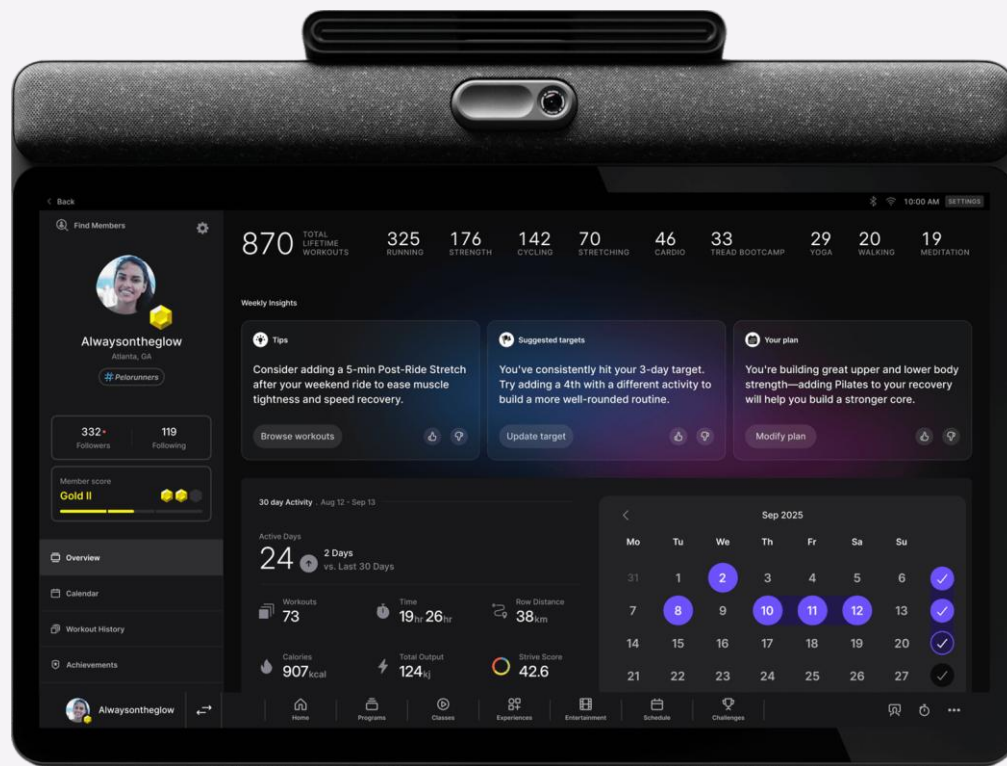 Back
10:00 AM SETTINGS
Find Members
Alwaysontheglow
Atlanta, GA
#Pelorunners
332 119
Followers Following
Member score
Gold II
Overview
Calendar
Workout History
Achievements
Alwaysontheglow
870 TOTAL LIFETIME WORKOUTS
325 RUNNING
176 STRENGTH
142 CYCLING
70 STRETCHING
46 CARDIO
33 TREAD BOOTCAMP
29 YOGA
20 WALKING
19 MEDITATION
Weekly Insights
Tips
Consider adding a 5-min Post-Ride Stretch
after your weekend ride to ease muscle
tightness and speed recovery.
Browse workouts
Suggested targets
You've consistently hit your 3-day target.
Try adding a 4th with a different activity to
build a more well-rounded routine.
Update target
Your plan
You're building great upper and lower body
strength—adding Pilates to your recovery
will help you build a stronger core.
Modify plan
30 day Activity . Aug 12 - Sep 13
Active Days
24 2 Days
vs. Last 30 Days
Workouts
73
Time
19hr 26hr
Row Distance
38km
Calories
907kcal
Total Output
124kj
Strive Score
42.6
Sep 2025
Mo Tu We Th Fr Sa Su
31 1 2 3 4 5 6
7 8 9 10 11 12 13
14 15 16 17 18 19 20
21 22 23 24 25 26 27
Home Programs Classes Experiences Entertainment Schedule Challenges